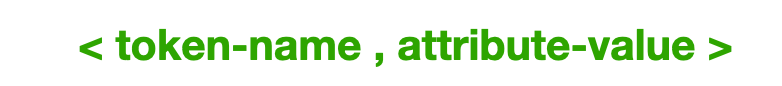 < token-name , attribute-value >